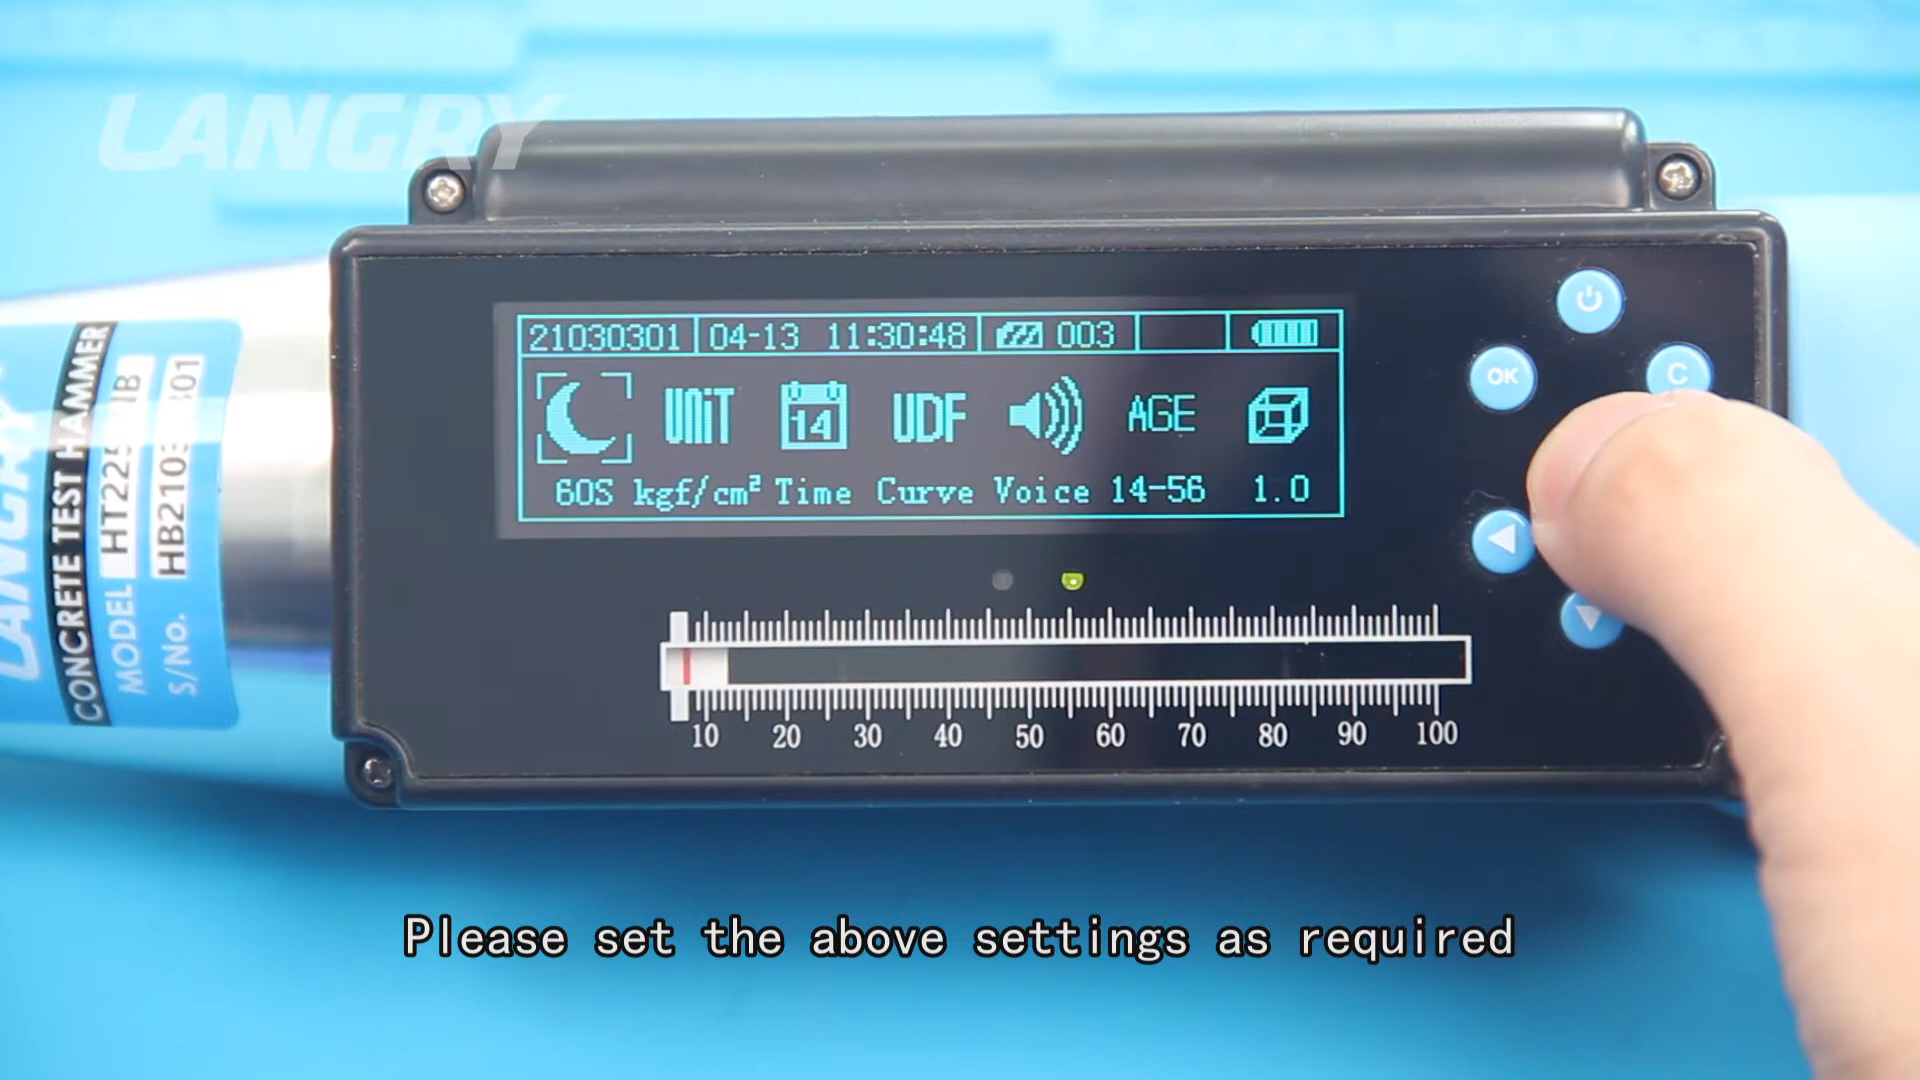 LANGRY
21030301 04-13 11:30:48 003
UNiT 14 UDF AGE
60S kgf/cm² Time Curve Voice 14-56 1.0
OK C
10 20 30 40 50 60 70 80 90 100
LANGRY
CONCRETE TEST HAMMER
MODEL
S/No.
Please set the above settings as required